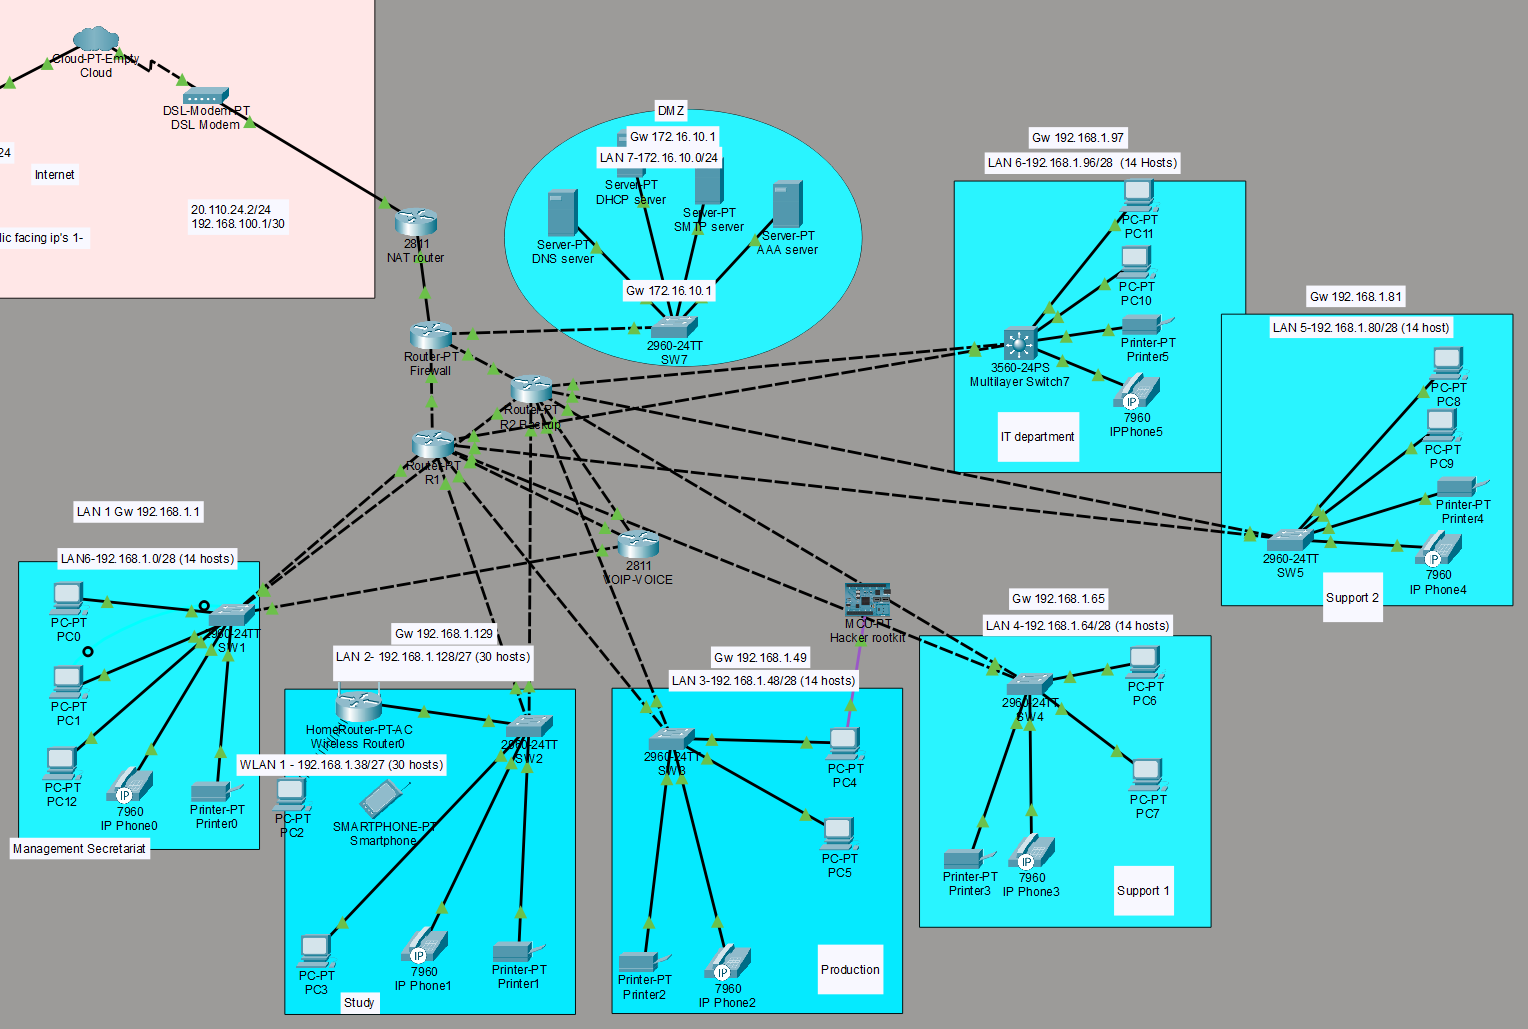 Cloud-PT-Empty
Cloud
DSL-Modem-PT
DSL Modem
24
Internet
20.110.24.2/24
192.168.100.1/30
lic facing ip's 1-
2811
NAT router
DMZ
Gw 172.16.10.1
LAN 7-172.16.10.0/24
Server-PT
DHCP server
Server-PT
SMTP server
Server-PT
DNS server
Server-PT
AAA server
Gw 172.16.10.1
2960-24TT
SW7
Router-PT
Firewall
Router-PT
R2 Backup
Router-PT
R1
Gw 192.168.1.97
LAN 6-192.168.1.96/28 (14 Hosts)
PC-PT
PC11
PC-PT
PC10
Printer-PT
Printer5
3560-24PS
Multilayer Switch7
IP
7960
IPPhone5
IT department
Gw 192.168.1.81
LAN 5-192.168.1.80/28 (14 host)
PC-PT
PC8
PC-PT
PC9
Printer-PT
Printer4
2960-24TT
SW5
IP
7960
IP Phone4
Support 2
LAN 1 Gw 192.168.1.1
LAN6-192.168.1.0/28 (14 hosts)
PC-PT
PC0
2960-24TT
SW1
PC-PT
PC1
PC-PT
PC12
IP
7960
IP Phone0
Printer-PT
Printer0
Management Secretariat
2811
VOIP-VOICE
MCU-PT
Hacker rootkit
Gw 192.168.1.129
LAN 2- 192.168.1.128/27 (30 hosts)
HomeRouter-PT-AC
Wireless Router0
2960-24TT
SW2
WLAN 1 - 192.168.1.38/27 (30 hosts)
PC-PT
PC2
SMARTPHONE-PT
Smartphone
PC-PT
PC3
IP
7960
IP Phone1
Printer-PT
Printer1
Study
Gw 192.168.1.49
LAN 3-192.168.1.48/28 (14 hosts)
2960-24TT
SW3
PC-PT
PC4
PC-PT
PC5
Printer-PT
Printer2
IP
7960
IP Phone2
Production
Gw 192.168.1.65
LAN 4-192.168.1.64/28 (14 hosts)
2960-24TT
SW4
PC-PT
PC6
PC-PT
PC7
Printer-PT
Printer3
IP
7960
IP Phone3
Support 1